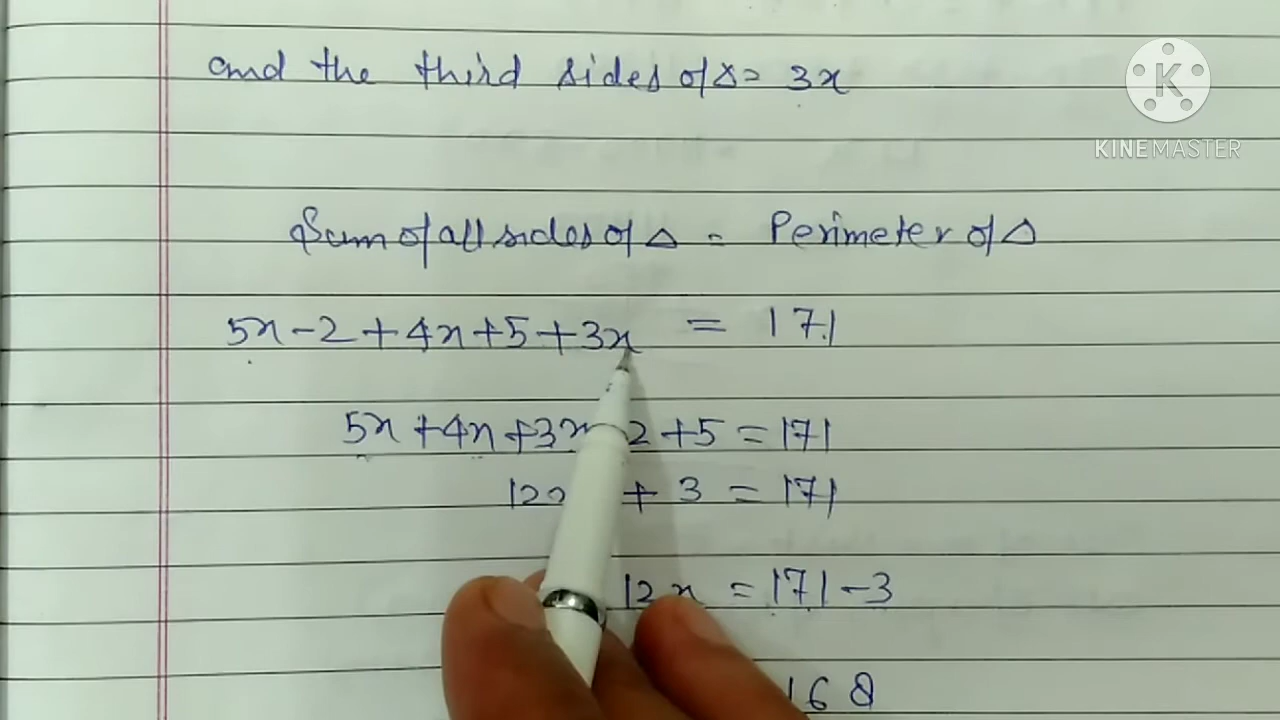 and the third sides of Δ= 3x
K
KINEMASTER
Sum of all sides of Δ = Perimeter of Δ
5x-2+4x+5+3x = 171
5x+4x+3x-2+5=171
12x + 3 = 171
12x = 171-3
168